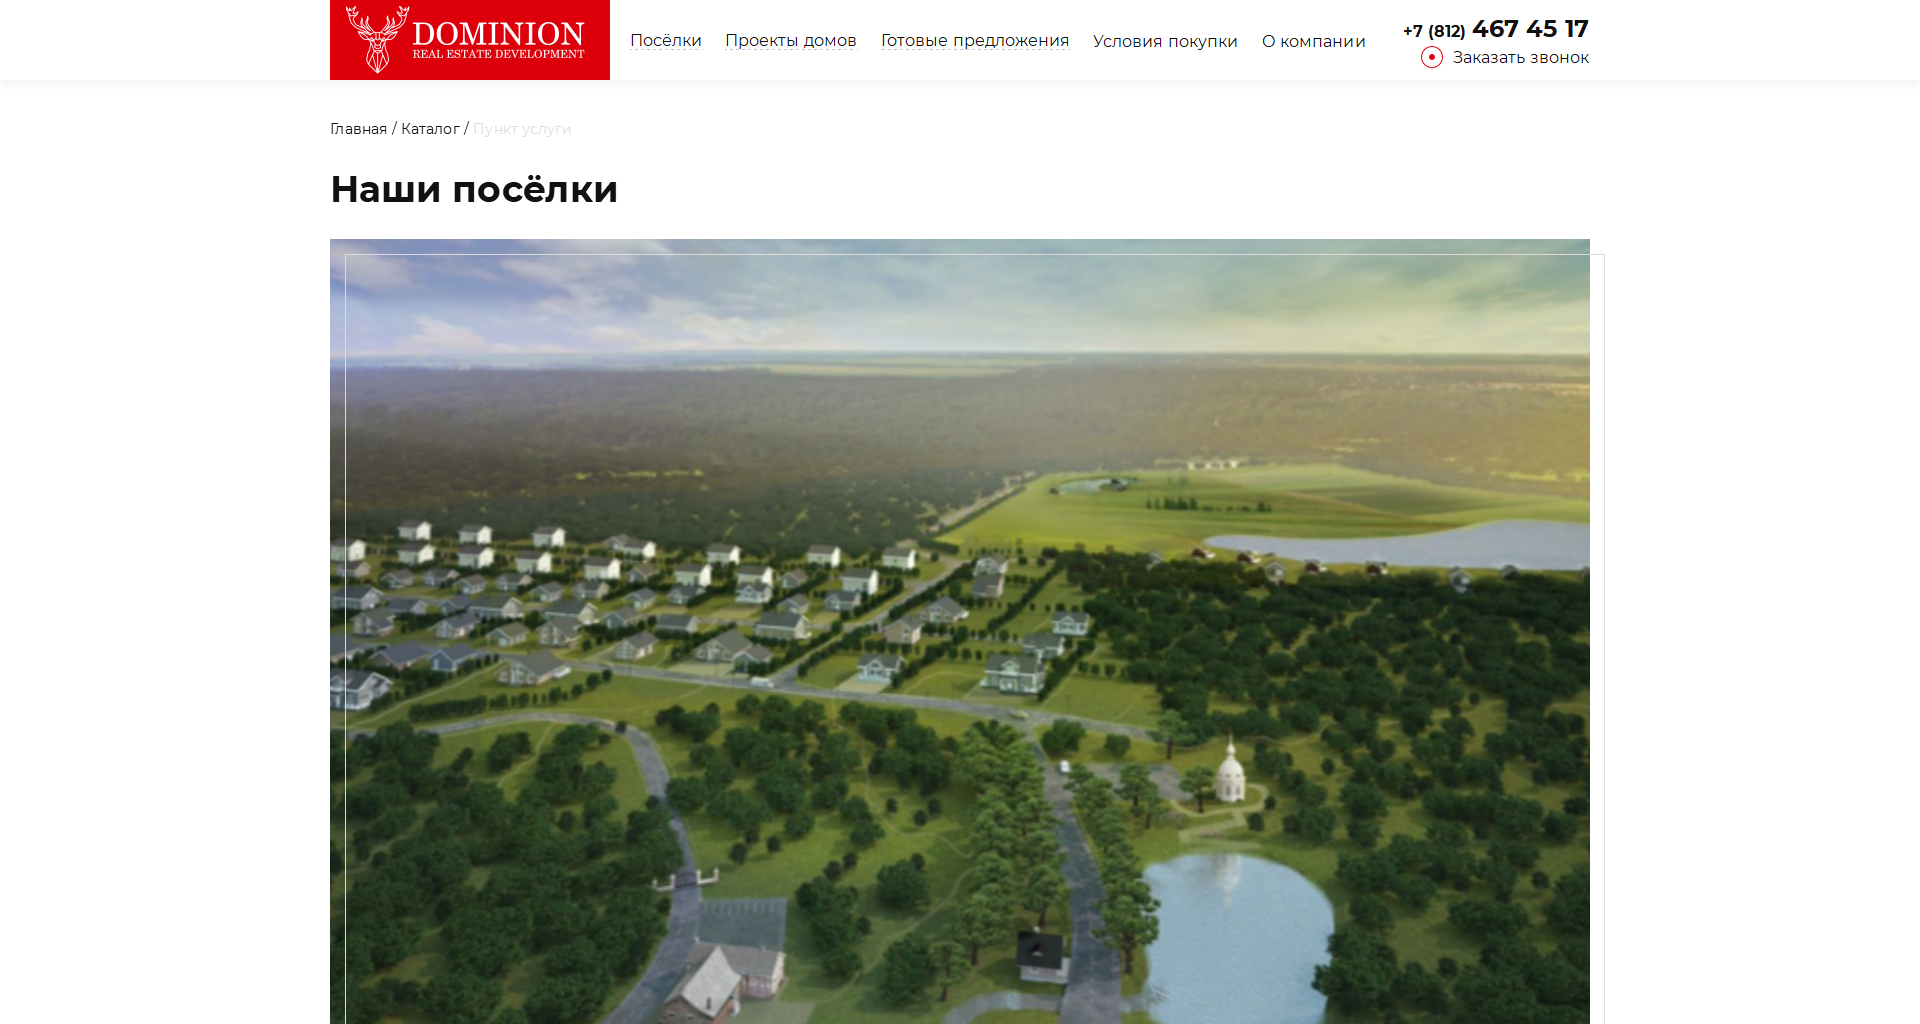 DOMINION
REAL ESTATE DEVELOPMENT
Посёлки Проекты домов Готовые предложения Условия покупки О компании
+7 (812) 467 45 17
Заказать звонок
Главная / Каталог / Пункт услуги
Наши посёлки